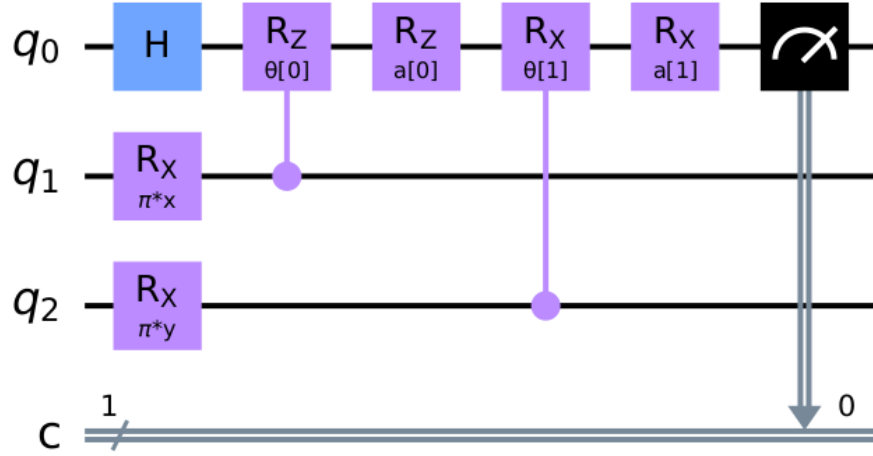 q0 H RZ RZ RX RX
θ[0] a[0] θ[1] a[1]
q1 RX
π*x
q2 RX
π*y
1 0
c